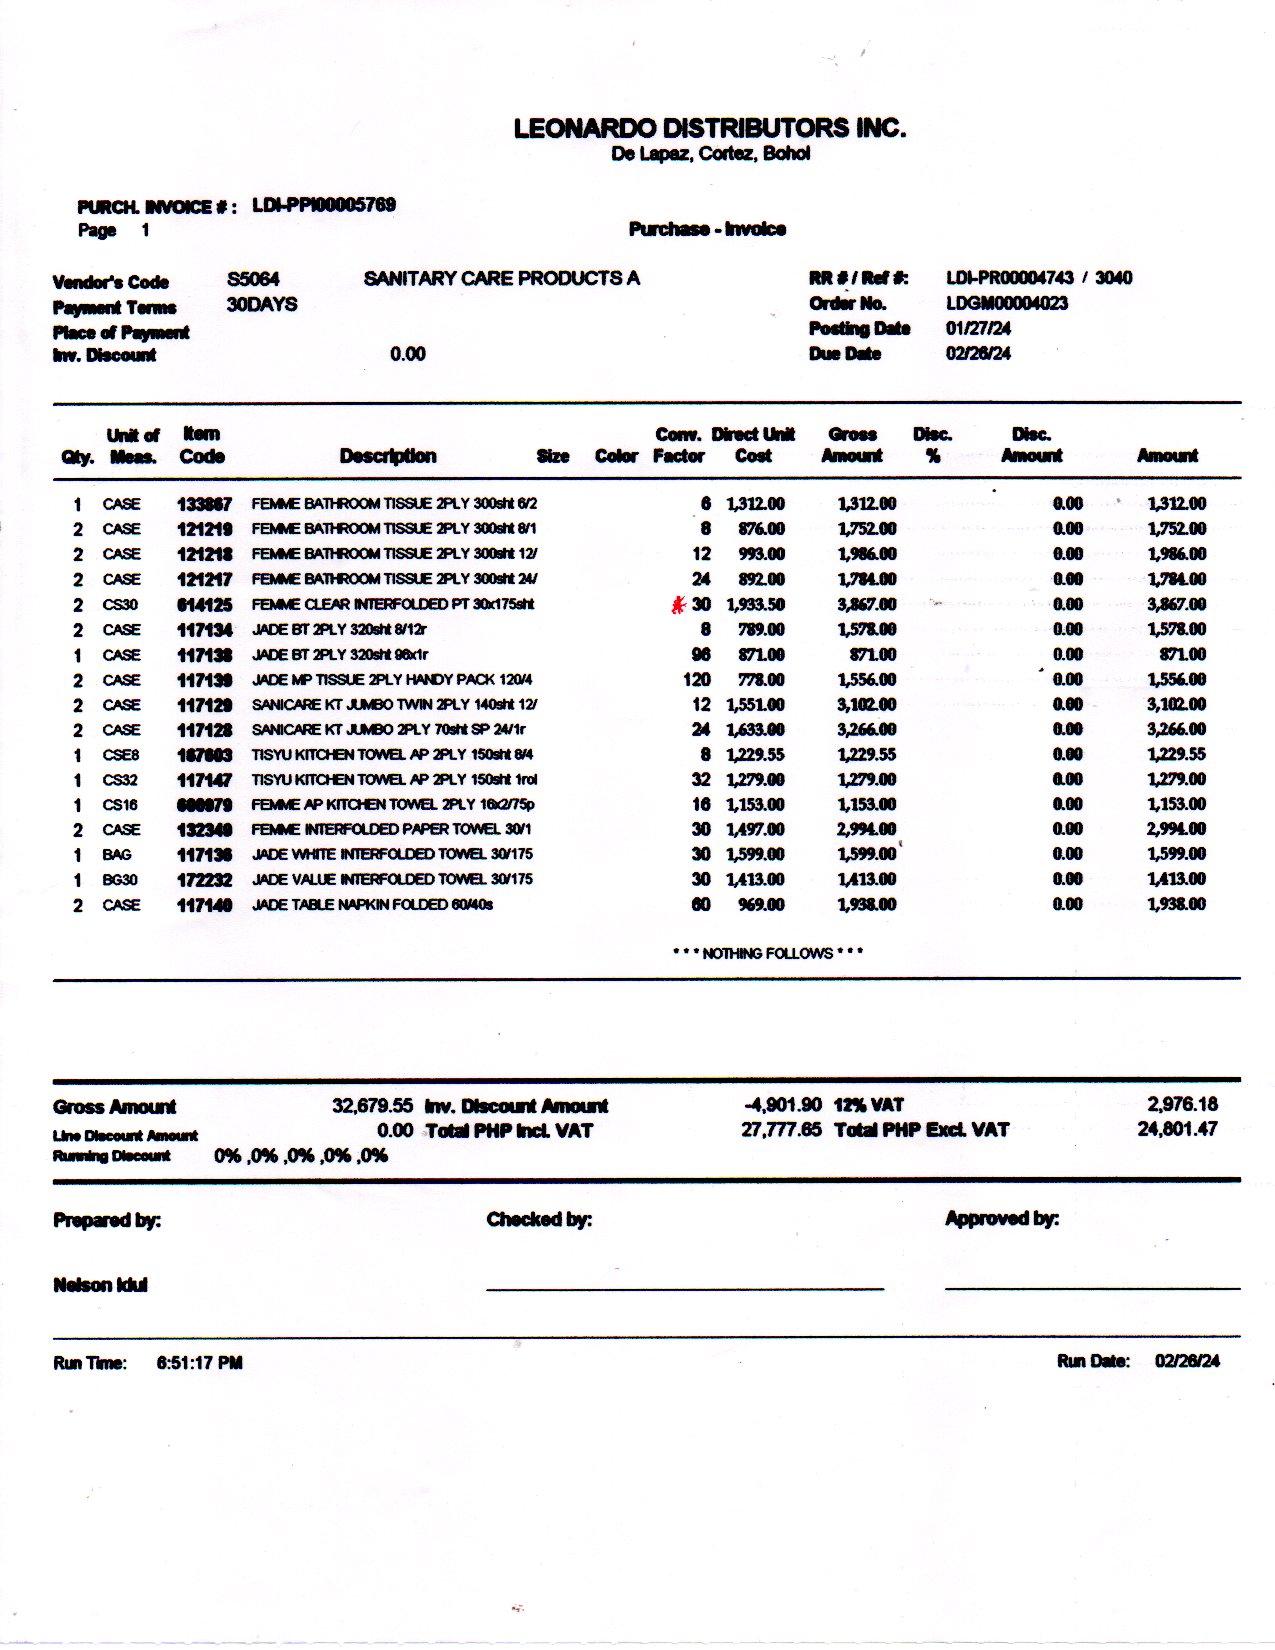 LEONARDO DISTRIBUTORS INC.
De Lapaz, Cortez, Bohol
PURCH. INVOICE # : LDI-PPI00005769
Page 1
Purchase - Invoice
Vendor's Code S5064 SANITARY CARE PRODUCTS A RR # / Ref #: LDI-PR00004743 / 3040
Payment Terms 30DAYS Order No. LDGM00004023
Place of Payment Posting Date 01/27/24
Inv. Discount 0.00 Due Date 02/26/24
Qty. Unit of Meas. Item Code Description Size Color Conv. Factor Direct Unit Cost Gross Amount Disc. % Disc. Amount Amount
1 CASE 133867 FEMME BATHROOM TISSUE 2PLY 300sht 6/2 6 1,312.00 1,312.00 0.00 1,312.00
2 CASE 121219 FEMME BATHROOM TISSUE 2PLY 300sht 8/1 8 876.00 1,752.00 0.00 1,752.00
2 CASE 121218 FEMME BATHROOM TISSUE 2PLY 300sht 12/ 12 993.00 1,986.00 0.00 1,986.00
2 CASE 121217 FEMME BATHROOM TISSUE 2PLY 300sht 24/ 24 892.00 1,784.00 0.00 1,784.00
2 CS30 614125 FEMME CLEAR INTERFOLDED PT 30x175sht 30 1,933.50 3,867.00 0.00 3,867.00
2 CASE 117134 JADE BT 2PLY 320sht 8/12r 8 789.00 1,578.00 0.00 1,578.00
1 CASE 117138 JADE BT 2PLY 320sht 96x1r 96 871.00 871.00 0.00 871.00
2 CASE 117139 JADE MP TISSUE 2PLY HANDY PACK 120/4 120 778.00 1,556.00 0.00 1,556.00
2 CASE 117129 SANICARE KT JUMBO TWIN 2PLY 140sht 12/ 12 1,551.00 3,102.00 0.00 3,102.00
2 CASE 117128 SANICARE KT JUMBO 2PLY 70sht SP 24/1r 24 1,633.00 3,266.00 0.00 3,266.00
1 CSE8 167603 TISYU KITCHEN TOWEL AP 2PLY 150sht 8/4 8 1,229.55 1,229.55 0.00 1,229.55
1 CS32 117147 TISYU KITCHEN TOWEL AP 2PLY 150sht 1rol 32 1,279.00 1,279.00 0.00 1,279.00
1 CS16 FEMME AP KITCHEN TOWEL 2PLY 16x2/75p 16 1,153.00 1,153.00 0.00 1,153.00
2 CASE 132349 FEMME INTERFOLDED PAPER TOWEL 30/1 30 1,497.00 2,994.00 0.00 2,994.00
1 BAG 117136 JADE WHITE INTERFOLDED TOWEL 30/175 30 1,599.00 1,599.00 0.00 1,599.00
1 BG30 172232 JADE VALUE INTERFOLDED TOWEL 30/175 30 1,413.00 1,413.00 0.00 1,413.00
2 CASE 117140 JADE TABLE NAPKIN FOLDED 60/40s 60 969.00 1,938.00 0.00 1,938.00
* * * NOTHING FOLLOWS * * *
Gross Amount 32,679.55 Inv. Discount Amount -4,901.90 12% VAT 2,976.18
Line Discount Amount 0.00 Total PHP Incl. VAT 27,777.65 Total PHP Excl. VAT 24,801.47
Running Discount 0% ,0% ,0% ,0% ,0%
Prepared by: Checked by: Approved by:
Nelson Idul
Run Time: 6:51:17 PM Run Date: 02/26/24